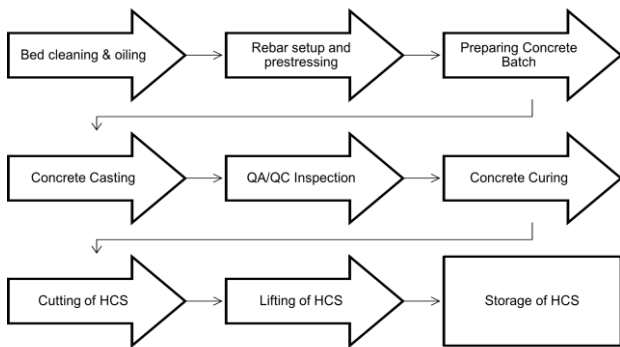 Bed cleaning & oiling
Rebar setup and
prestressing
Preparing Concrete
Batch
Concrete Casting
QA/QC Inspection
Concrete Curing
Cutting of HCS
Lifting of HCS
Storage of HCS